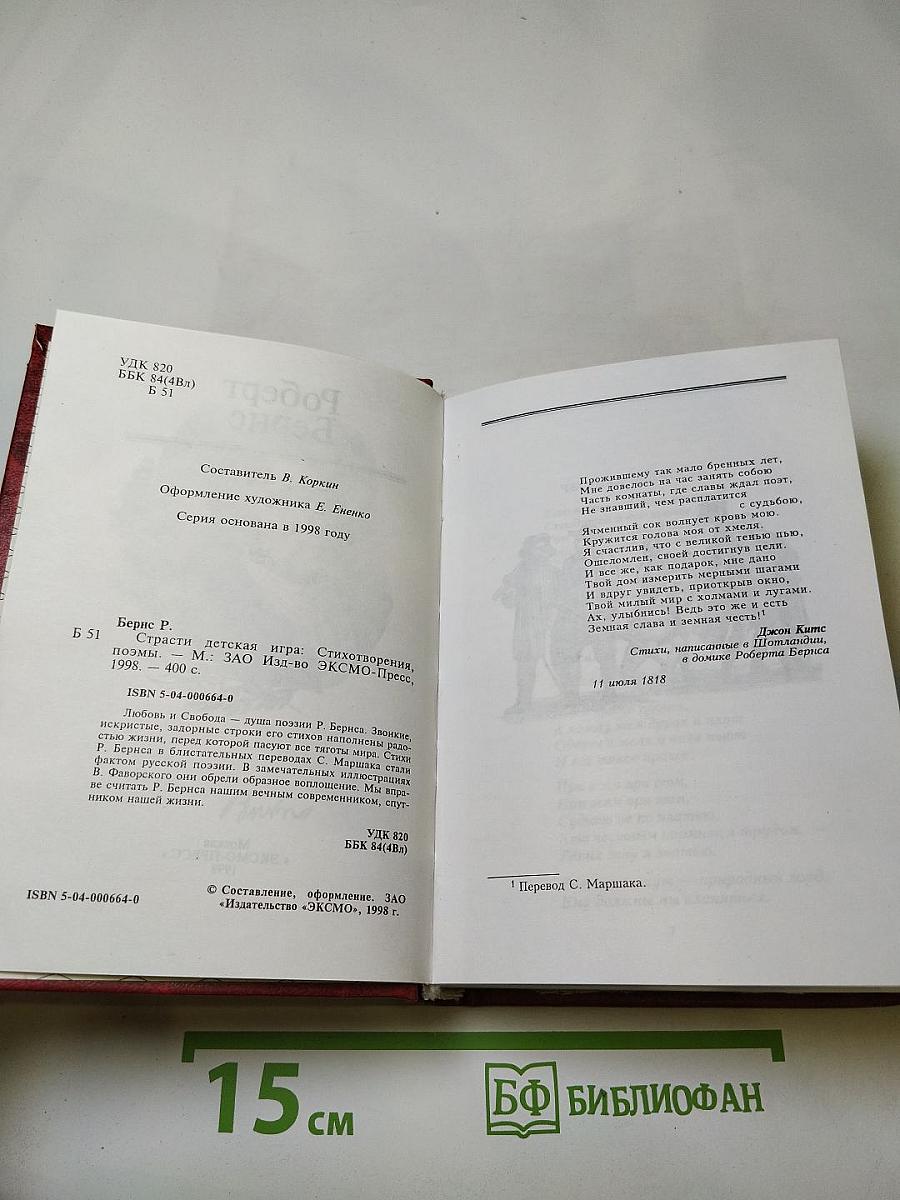 УДК 820
ББК 84(4Вл)
Б 51
Составитель В. Коркин
Оформление художника Е. Ененко
Серия основана в 1998 году
Бернс Р.
Б 51 Страсти детская игра: Стихотворения,
поэмы. — М.: ЗАО Изд-во ЭКСМО-Пресс,
1998. — 400 с.
ISBN 5-04-000664-0
Любовь и Свобода — душа поэзии Р. Бернса. Звонкие,
искристые, задорные строки его стихов наполнены радо-
стью жизни, перед которой пасуют все тяготы мира. Стихи
Р. Бернса в блистательных переводах С. Маршака стали
фактом русской поэзии. В замечательных иллюстрациях
В. Фаворского они обрели образное воплощение. Мы впра-
ве считать Р. Бернса нашим вечным современником, спут-
ником нашей жизни.
УДК 820
ББК 84(4Вл)
ISBN 5-04-000664-0
© Составление, оформление. ЗАО
«Издательство «ЭКСМО», 1998 г.
Прожившему так мало бренных лет,
Мне довелось на час занять собою
Часть комнаты, где славы ждал поэт,
Не знавший, чем расплатится
с судьбою,
Ячменный сок волнует кровь мою.
Кружится голова моя от хмеля.
Я счастлив, что с великой тенью пью,
Ошеломлен, своей достигнув цели.
И все же, как подарок, мне дано
Твой дом измерить мерными шагами
И вдруг увидеть, приоткрыв окно,
Твой милый мир с холмами и лугами.
Ах, улыбнись! Ведь это же и есть
Земная слава и земная честь!¹
Джон Китс
Стихи, написанные в Шотландии,
в домике Роберта Бернса
11 июля 1818
¹ Перевод С. Маршака.
15 см
БФ БИБЛИОФАН